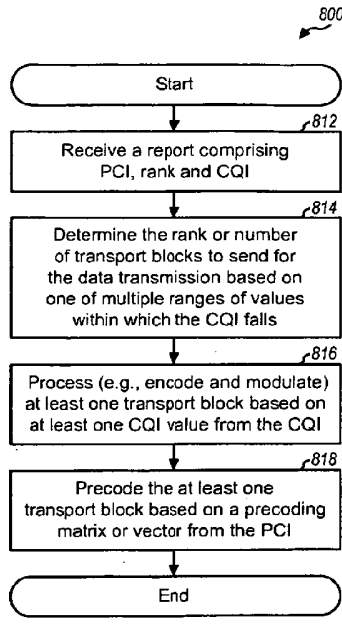 800
Start
812
Receive a report comprising
PCI, rank and CQI
814
Determine the rank or number
of transport blocks to send for
the data transmission based on
one of multiple ranges of values
within which the CQI falls
816
Process (e.g., encode and modulate)
at least one transport block based on
at least one CQI value from the CQI
818
Precode the at least one
transport block based on a precoding
matrix or vector from the PCI
End